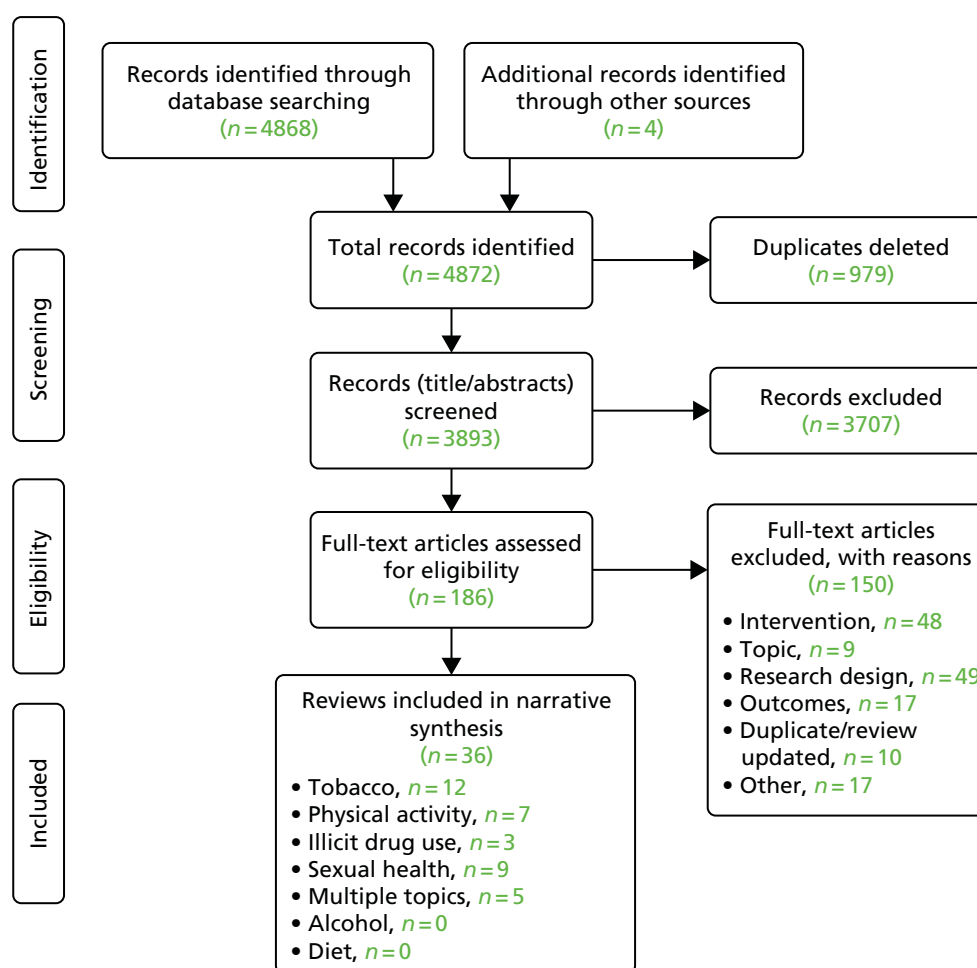 Identification
Records identified through
database searching
(n=4868)
Additional records identified
through other sources
(n=4)
Total records identified
(n=4872)
Duplicates deleted
(n=979)
Screening
Records (title/abstracts)
screened
(n=3893)
Records excluded
(n=3707)
Eligibility
Full-text articles assessed
for eligibility
(n=186)
Full-text articles
excluded, with reasons
(n=150)
• Intervention, n=48
• Topic, n=9
• Research design, n=49
• Outcomes, n=17
• Duplicate/review
updated, n=10
• Other, n=17
Included
Reviews included in narrative
synthesis
(n=36)
• Tobacco, n=12
• Physical activity, n=7
• Illicit drug use, n=3
• Sexual health, n=9
• Multiple topics, n=5
• Alcohol, n=0
• Diet, n=0